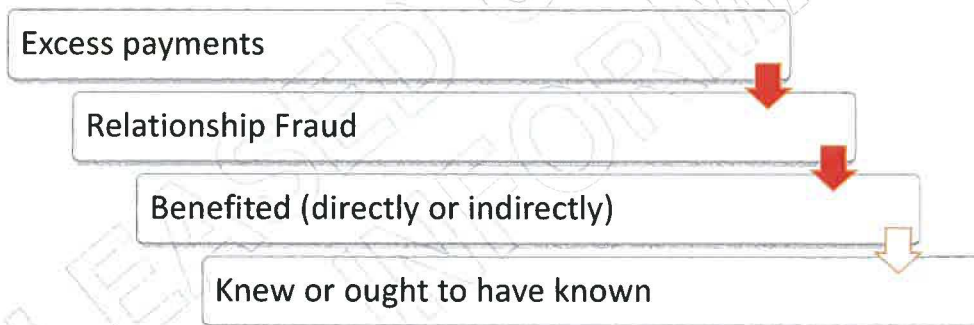 Excess payments
Relationship Fraud
Benefited (directly or indirectly)
Knew or ought to have known